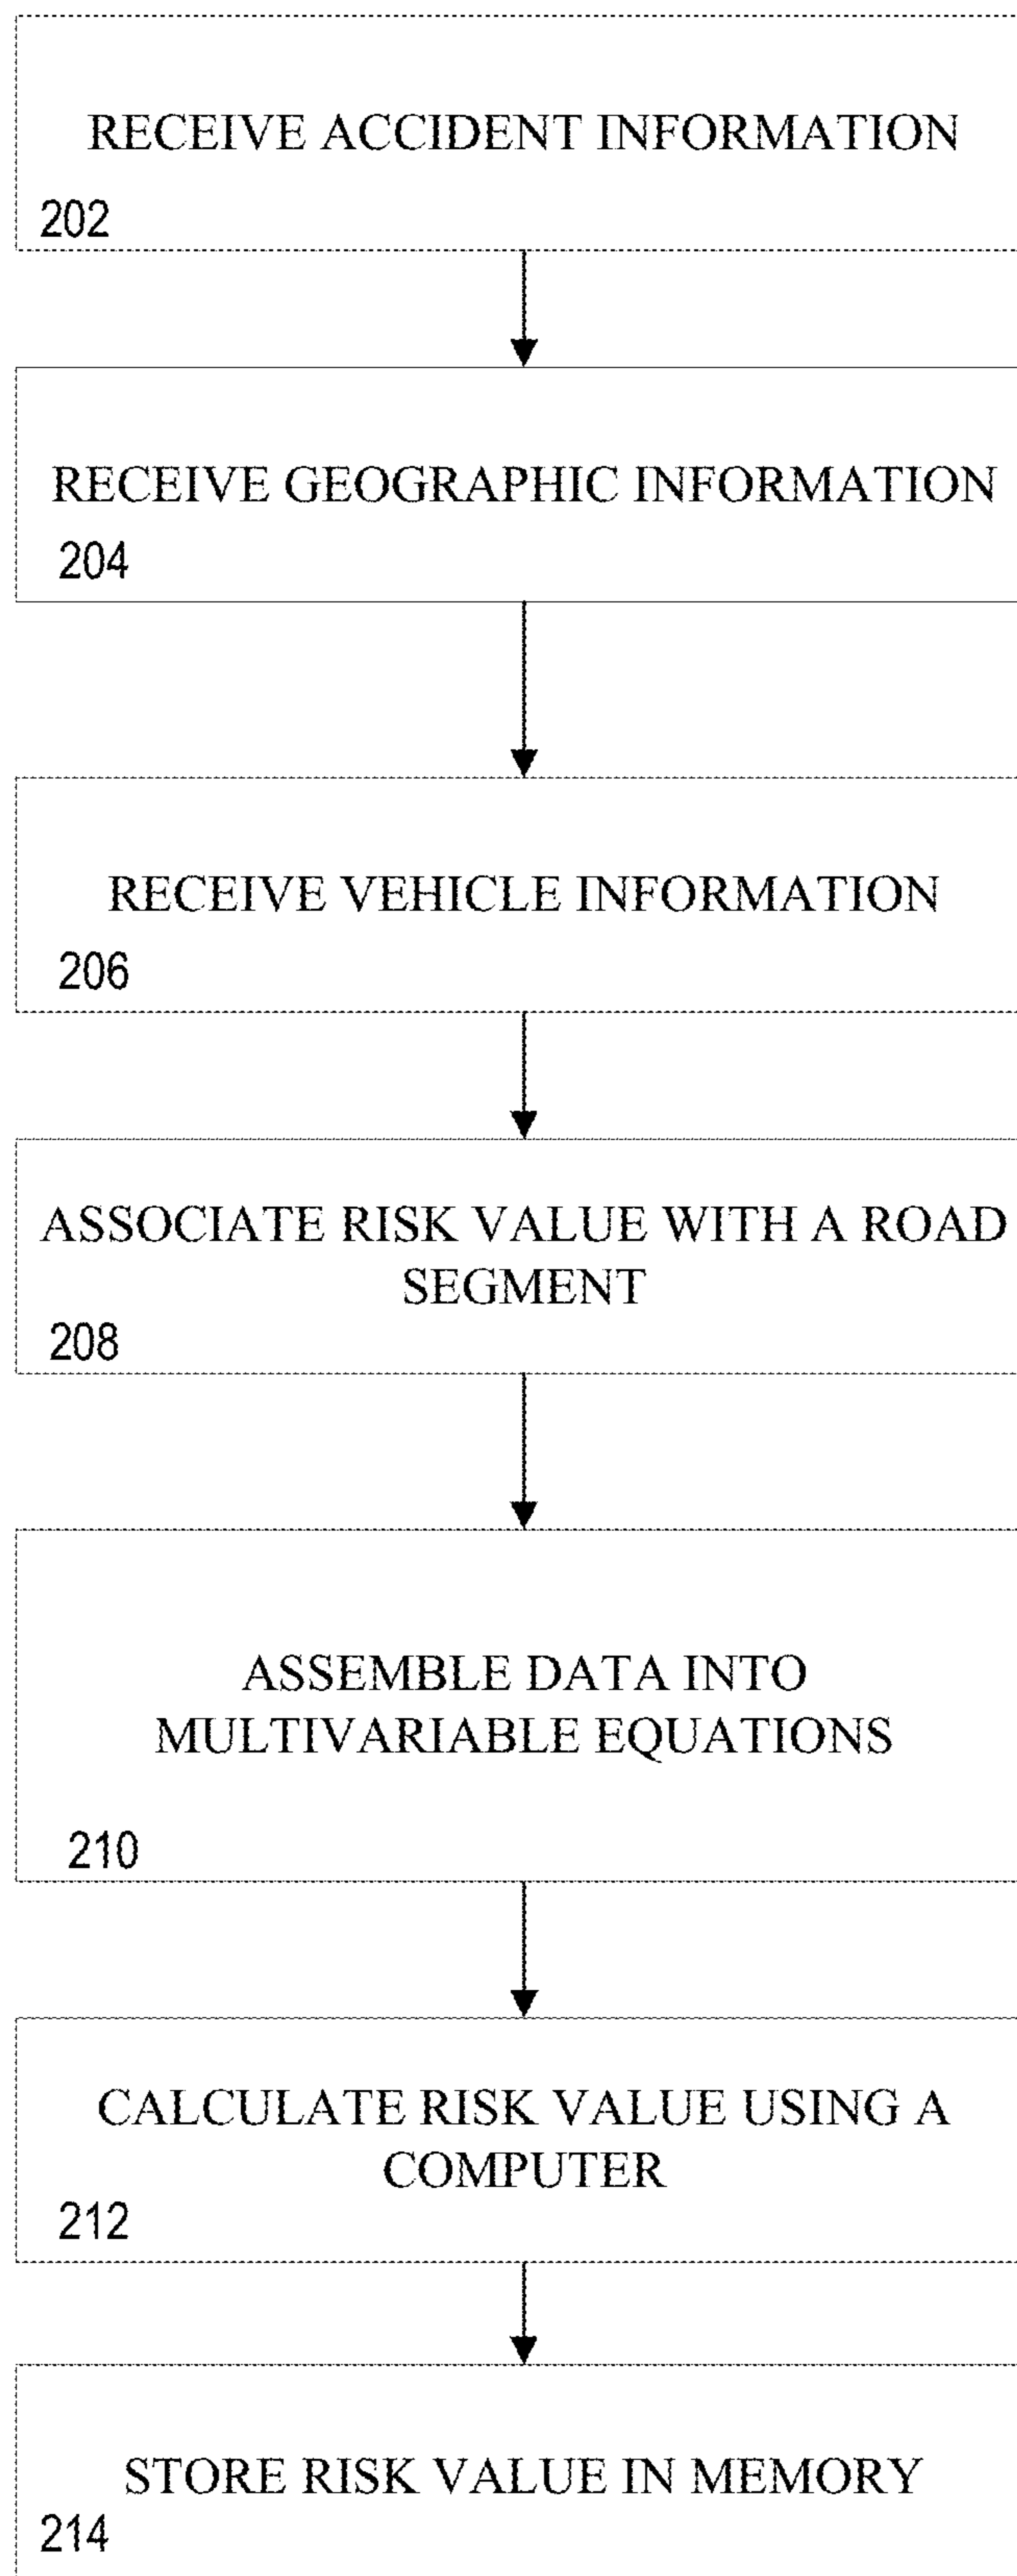 RECEIVE ACCIDENT INFORMATION
202
RECEIVE GEOGRAPHIC INFORMATION
204
RECEIVE VEHICLE INFORMATION
206
ASSOCIATE RISK VALUE WITH A ROAD
SEGMENT
208
ASSEMBLE DATA INTO
MULTIVARIABLE EQUATIONS
210
CALCULATE RISK VALUE USING A
COMPUTER
212
STORE RISK VALUE IN MEMORY
214